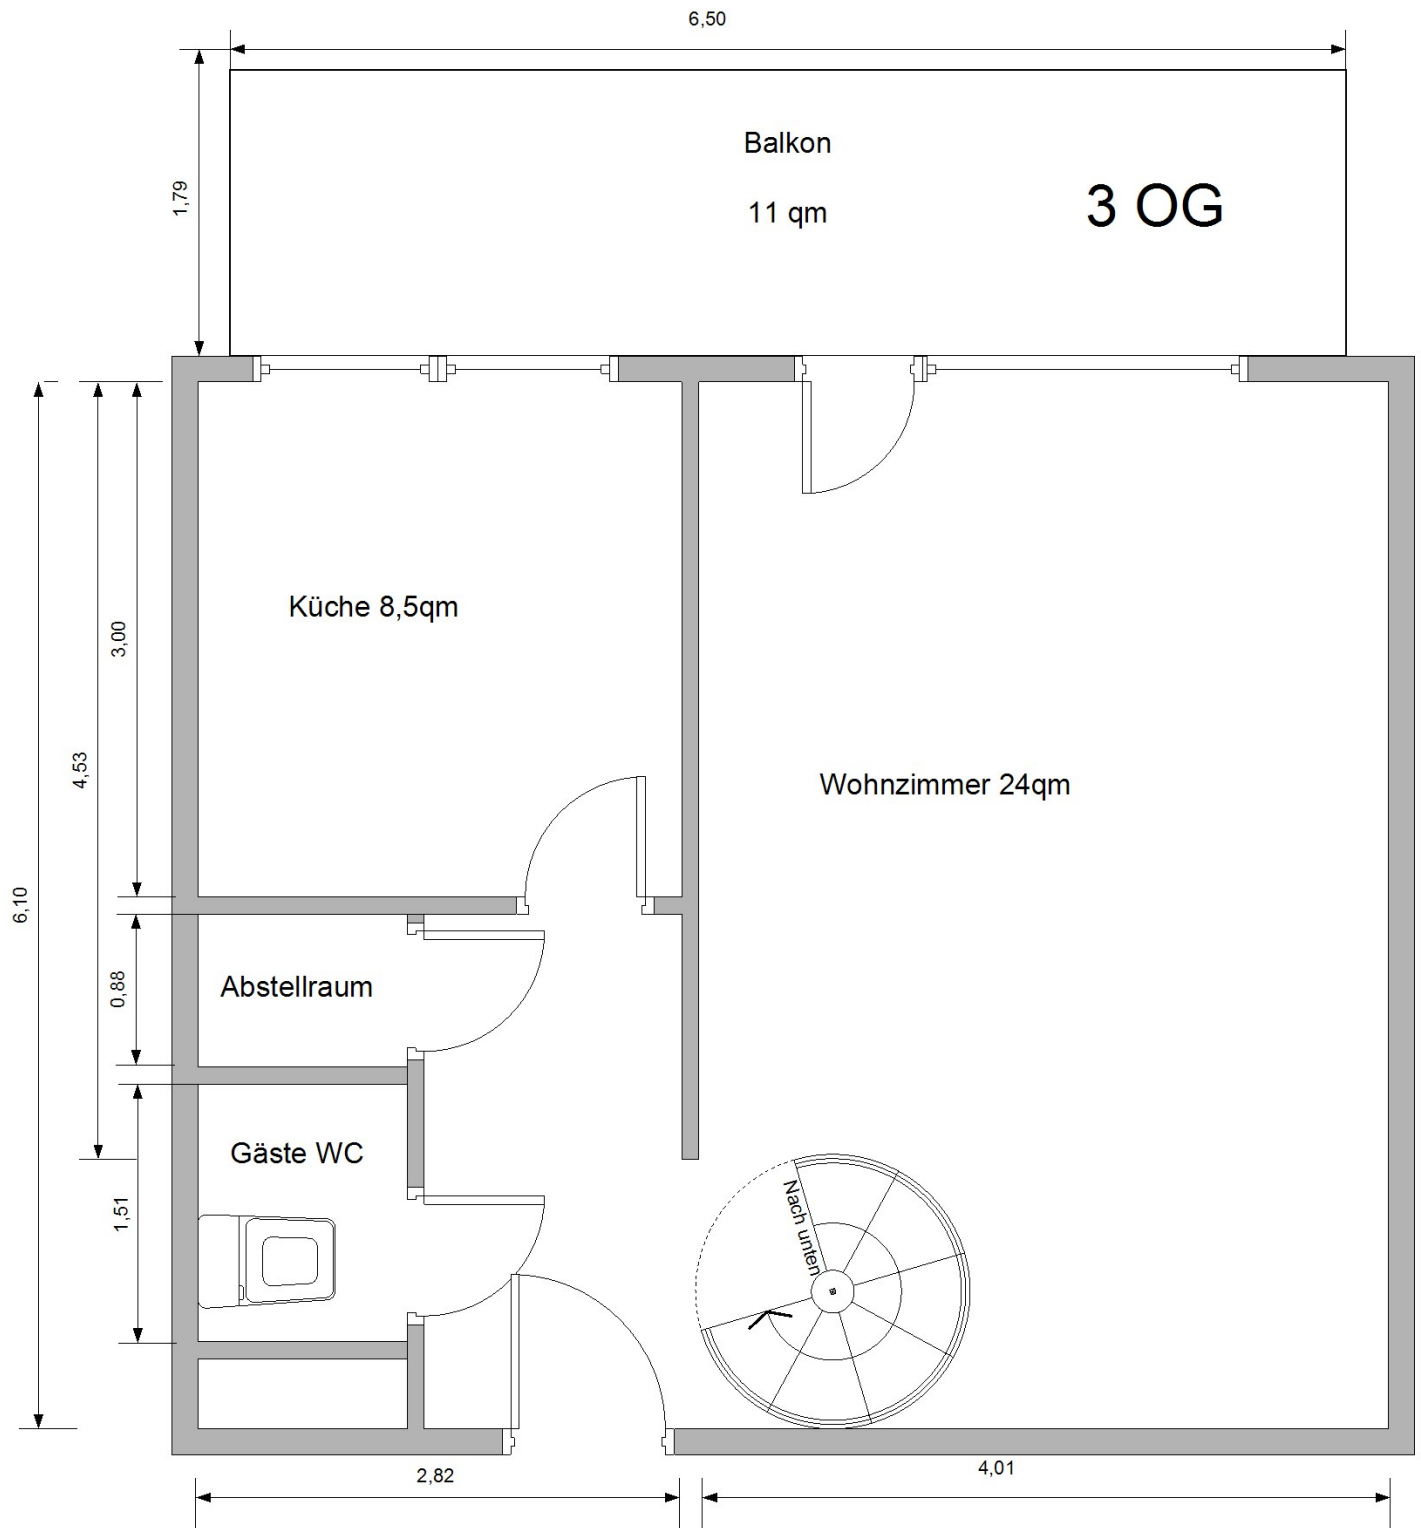 6,50
Balkon
11 qm
3 OG
1,79
Küche 8,5qm
3,00
4,53
Wohnzimmer 24qm
6,10
0,88
Abstellraum
Gäste WC
1,51
Nach unten
2,82
4,01